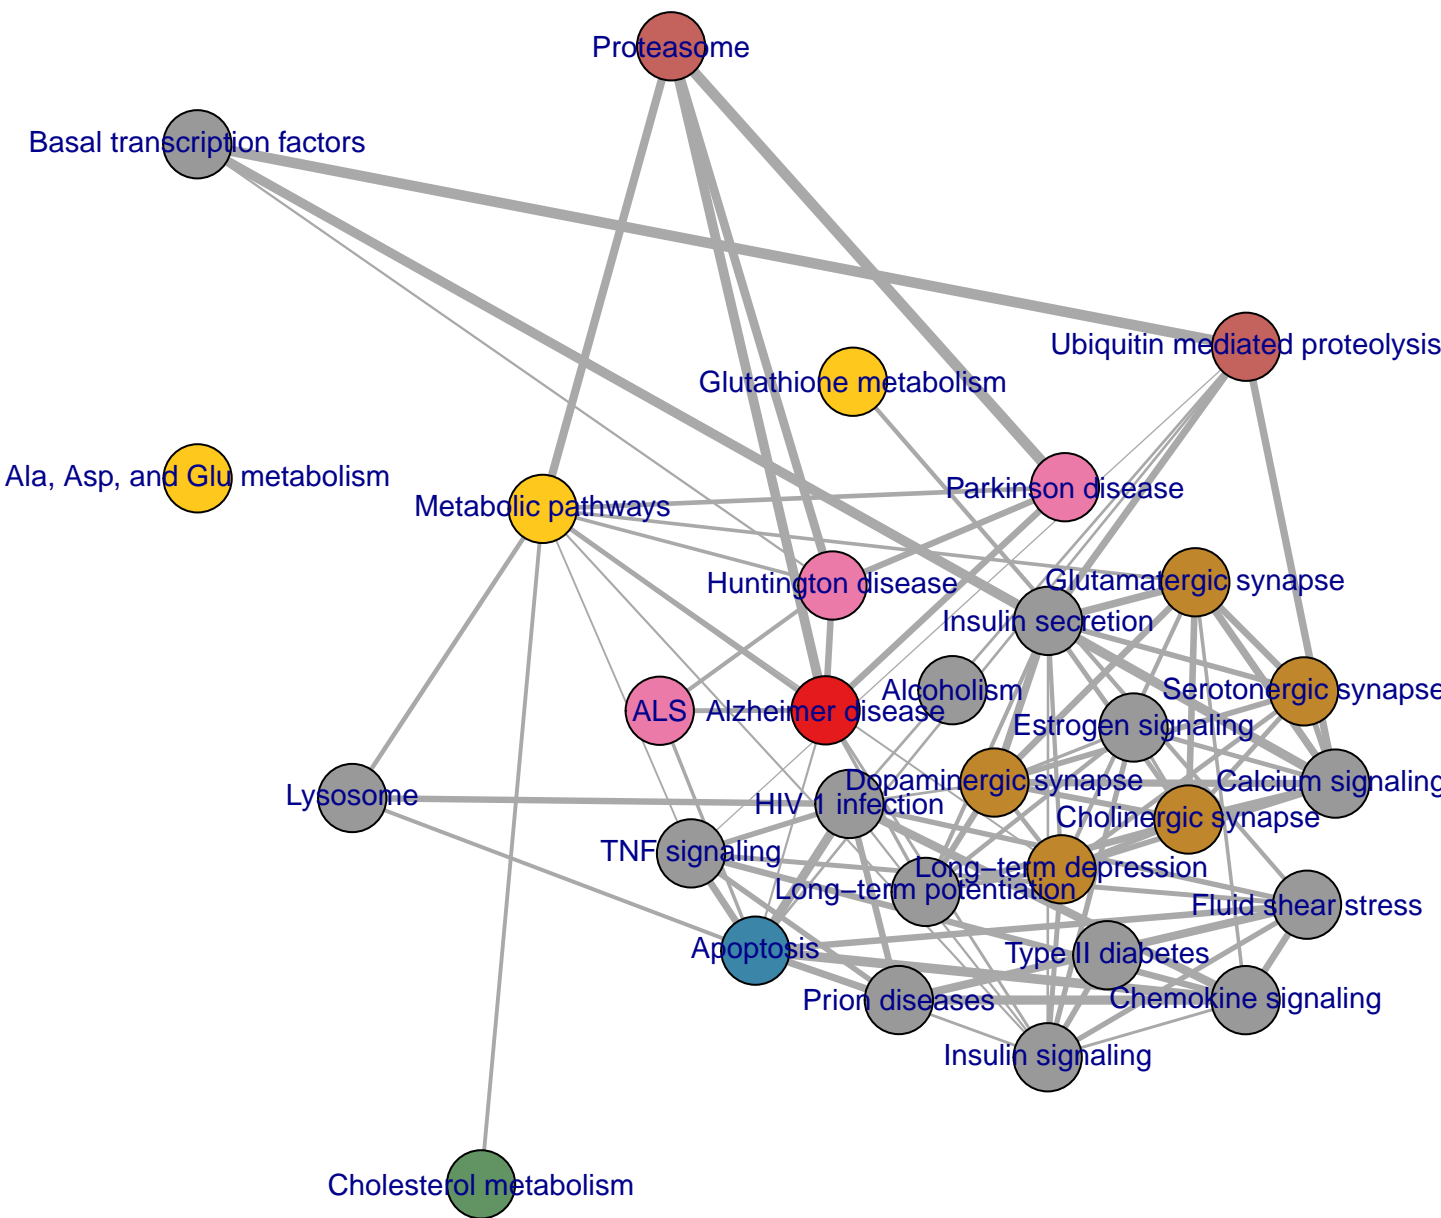 Proteasome
Basal transcription factors
Ubiquitin mediated proteolysis
Glutathione metabolism
Ala, Asp, and Glu metabolism
Parkinson disease
Metabolic pathways
Huntington disease
Glutamatergic synapse
Insulin secretion
Alcoholism
Serotonergic synapse
ALS
Alzheimer disease
Estrogen signaling
Dopaminergic synapse
Calcium signaling
Lysosome
HIV 1 infection
Cholinergic synapse
TNF signaling
Long−term depression
Long−term potentiation
Fluid shear stress
Apoptosis
Type II diabetes
Prion diseases
Chemokine signaling
Insulin signaling
Cholesterol metabolism